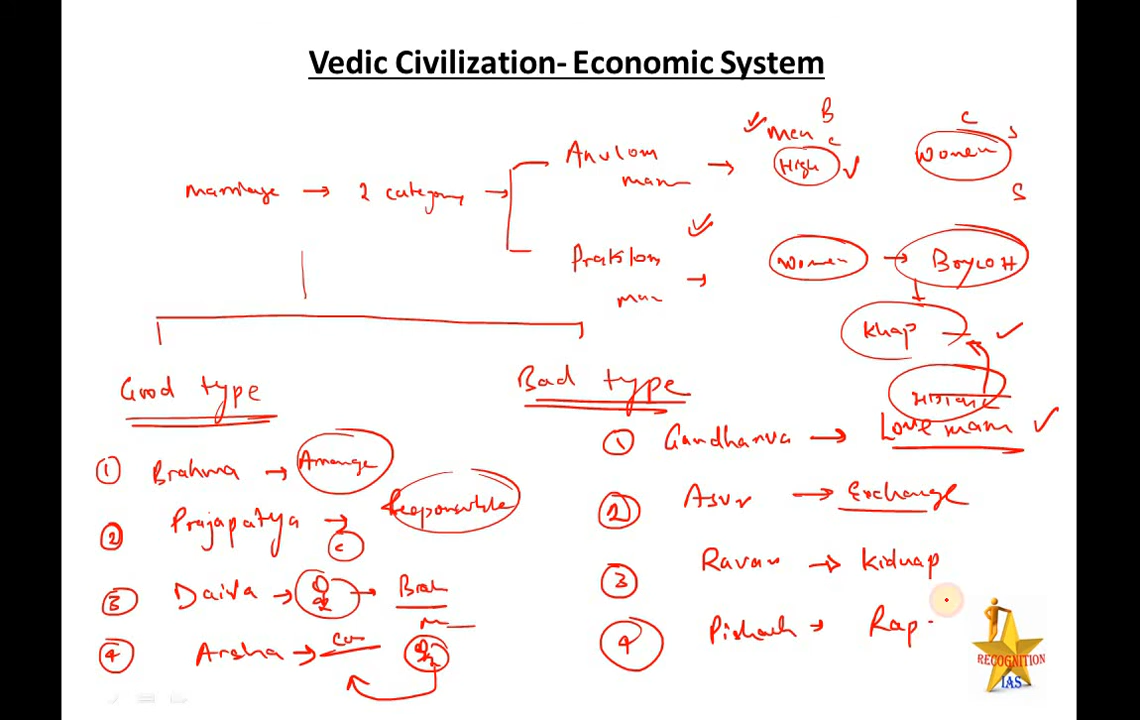 Vedic Civilization- Economic System
Marriage → 2 category →
Anulom → Men B C C S
marr High ✓ Women S
Pratilom → Women → Boycott
marr
Khap → ✓
Good type
Bad type
① Brahma → Arrange
② Prajapatya → Responsible
C
③ Daiva → → Brah
④ Arsha → Cow
① Gandharva → Love marr ✓
② Asur → Exchange
③ Ravan → Kidnap
④ Pishach → Rap
RECOGNITION
IAS